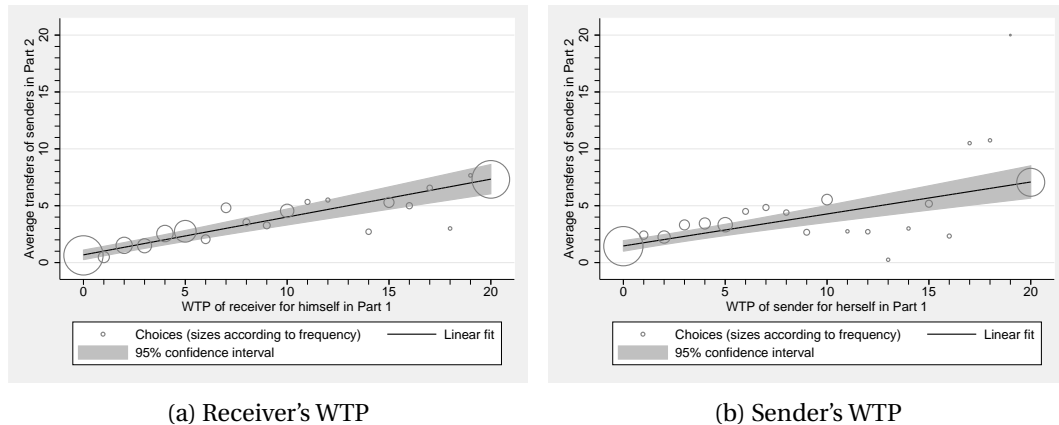 Average transfers of senders in Part 2
20
15
10
5
0
0 5 10 15 20
WTP of receiver for himself in Part 1
Choices (sizes according to frequency) Linear fit
95% confidence interval
(a) Receiver's WTP
Average transfers of senders in Part 2
20
15
10
5
0
0 5 10 15 20
WTP of sender for herself in Part 1
Choices (sizes according to frequency) Linear fit
95% confidence interval
(b) Sender's WTP